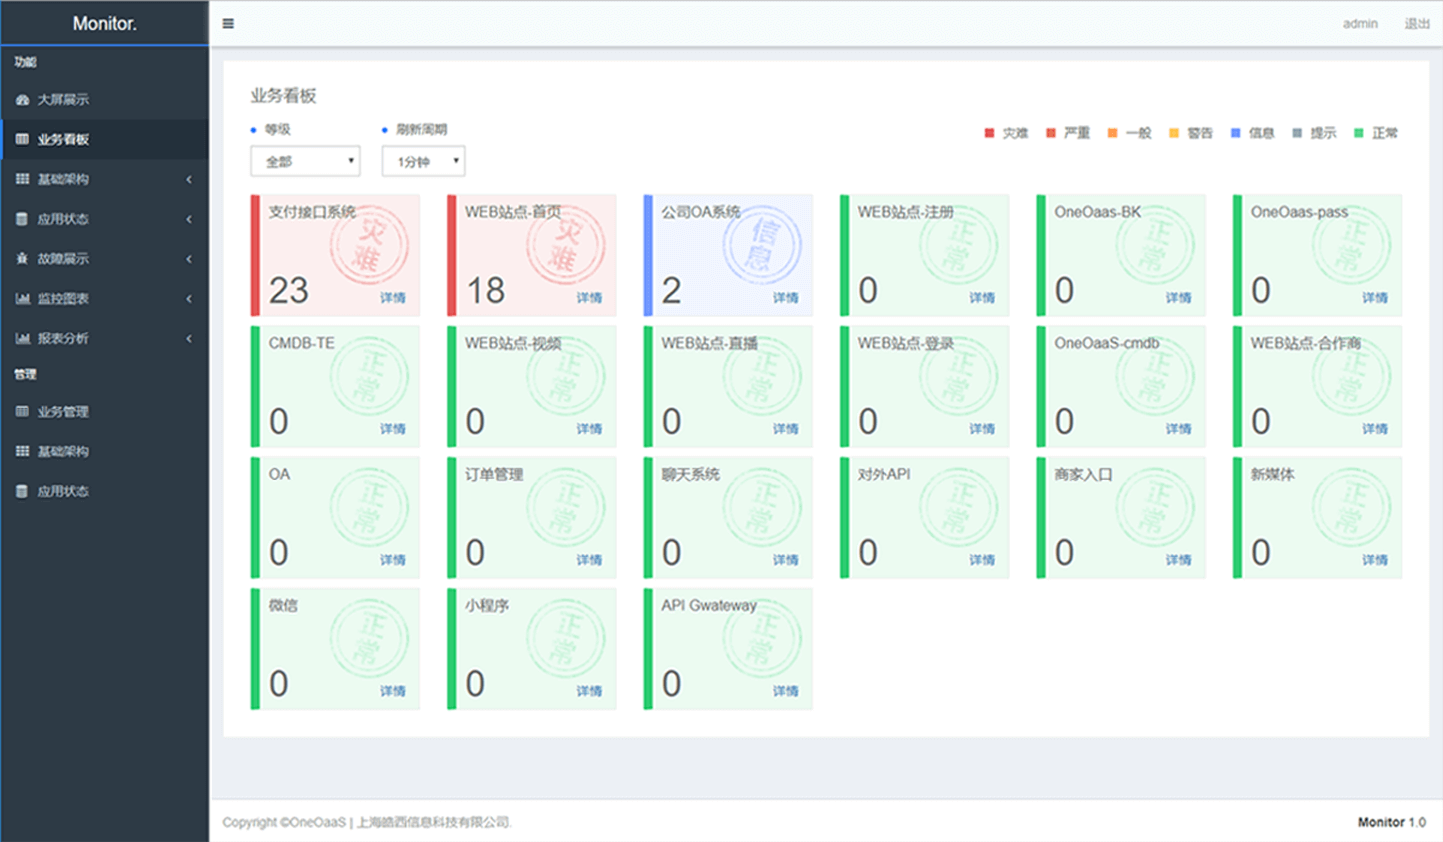 Monitor.
admin 退出
功能
大屏展示
业务看板
基础架构
应用状态
故障展示
监控图表
报表分析
管理
业务管理
基础架构
应用状态
业务看板
等级 刷新周期
全部 1分钟
灾难 严重 一般 警告 信息 提示 正常
支付接口系统
灾难
23 详情
WEB站点-首页
灾难
18 详情
公司OA系统
信息
2 详情
WEB站点-注册
正常
0 详情
OneOaas-BK
正常
0 详情
OneOaas-pass
正常
0 详情
CMDB-TE
正常
0 详情
WEB站点-视频
正常
0 详情
WEB站点-直播
正常
0 详情
WEB站点-登录
正常
0 详情
OneOaaS-cmdb
正常
0 详情
WEB站点-合作商
正常
0 详情
OA
正常
0 详情
订单管理
正常
0 详情
聊天系统
正常
0 详情
对外API
正常
0 详情
商家入口
正常
0 详情
新媒体
正常
0 详情
微信
正常
0 详情
小程序
正常
0 详情
API Gwateway
正常
0 详情
Copyright ©OneOaaS | 上海皓西信息科技有限公司.
Monitor 1.0